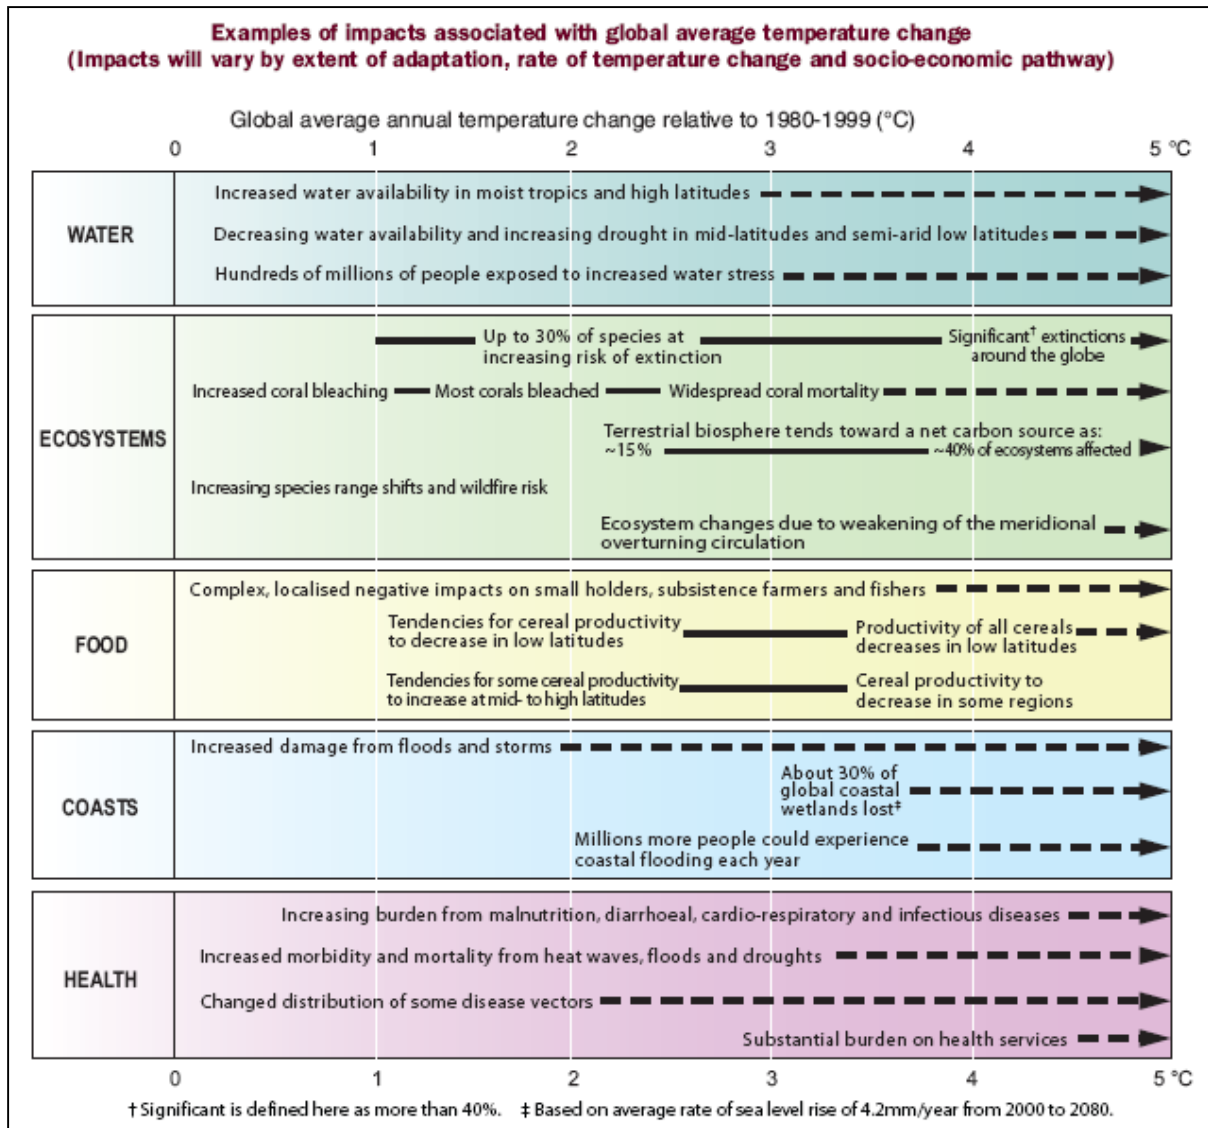 Examples of impacts associated with global average temperature change
(Impacts will vary by extent of adaptation, rate of temperature change and socio-economic pathway)
Global average annual temperature change relative to 1980-1999 (°C)
0 1 2 3 4 5 °C
WATER
Increased water availability in moist tropics and high latitudes
Decreasing water availability and increasing drought in mid-latitudes and semi-arid low latitudes
Hundreds of millions of people exposed to increased water stress
ECOSYSTEMS
Up to 30% of species at
increasing risk of extinction
Significant† extinctions
around the globe
Increased coral bleaching Most corals bleached Widespread coral mortality
Terrestrial biosphere tends toward a net carbon source as:
~15% ~40% of ecosystems affected
Increasing species range shifts and wildfire risk
Ecosystem changes due to weakening of the meridional
overturning circulation
FOOD
Complex, localised negative impacts on small holders, subsistence farmers and fishers
Tendencies for cereal productivity
to decrease in low latitudes
Productivity of all cereals
decreases in low latitudes
Tendencies for some cereal productivity
to increase at mid- to high latitudes
Cereal productivity to
decrease in some regions
COASTS
Increased damage from floods and storms
About 30% of
global coastal
wetlands lost‡
Millions more people could experience
coastal flooding each year
HEALTH
Increasing burden from malnutrition, diarrhoeal, cardio-respiratory and infectious diseases
Increased morbidity and mortality from heat waves, floods and droughts
Changed distribution of some disease vectors
Substantial burden on health services
0 1 2 3 4 5 °C
† Significant is defined here as more than 40%. ‡ Based on average rate of sea level rise of 4.2mm/year from 2000 to 2080.